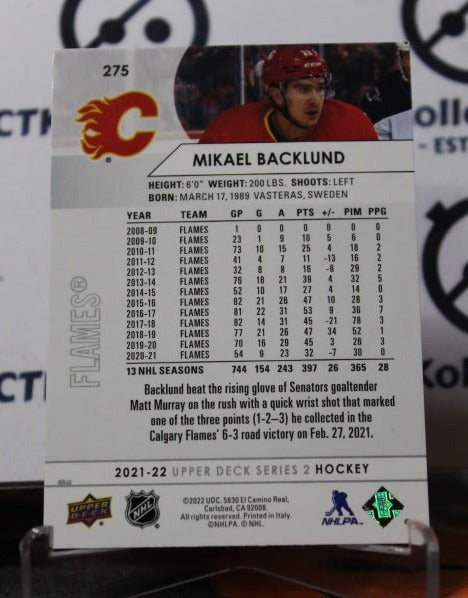 275
MIKAEL BACKLUND
HEIGHT: 6'0" WEIGHT: 200 LBS. SHOOTS: LEFT
BORN: MARCH 17, 1989 VASTERAS, SWEDEN
YEAR TEAM GP G A PTS +/- PIM PPG
2008-09 FLAMES 1 0 0 0 0 0 0
2009-10 FLAMES 23 1 9 10 5 6 0
2010-11 FLAMES 73 10 15 25 4 18 2
2011-12 FLAMES 41 4 7 11 -13 16 2
2012-13 FLAMES 32 8 8 16 -6 29 2
2013-14 FLAMES 76 18 21 39 4 32 5
2014-15 FLAMES 52 10 17 27 4 14 0
2015-16 FLAMES 82 21 26 47 10 28 3
2016-17 FLAMES 81 22 31 53 9 36 7
2017-18 FLAMES 82 14 31 45 -21 78 3
2018-19 FLAMES 77 21 26 47 34 52 1
2019-20 FLAMES 70 16 29 45 3 26 3
2020-21 FLAMES 54 9 23 32 -7 30 0
13 NHL SEASONS 744 154 243 397 26 365 28
FLAMES®
Backlund beat the rising glove of Senators goaltender
Matt Murray on the rush with a quick wrist shot that marked
one of the three points (1-2–3) he collected in the
Calgary Flames' 6-3 road victory on Feb. 27, 2021.
2021-22 UPPER DECK SERIES 2 HOCKEY
UPPER DECK
NHL
©2022 UDC. 5830 El Camino Real,
Carlsbad, CA 92008.
All rights reserved. Printed in Italy.
©NHLPA. © NHL.
NHLPA